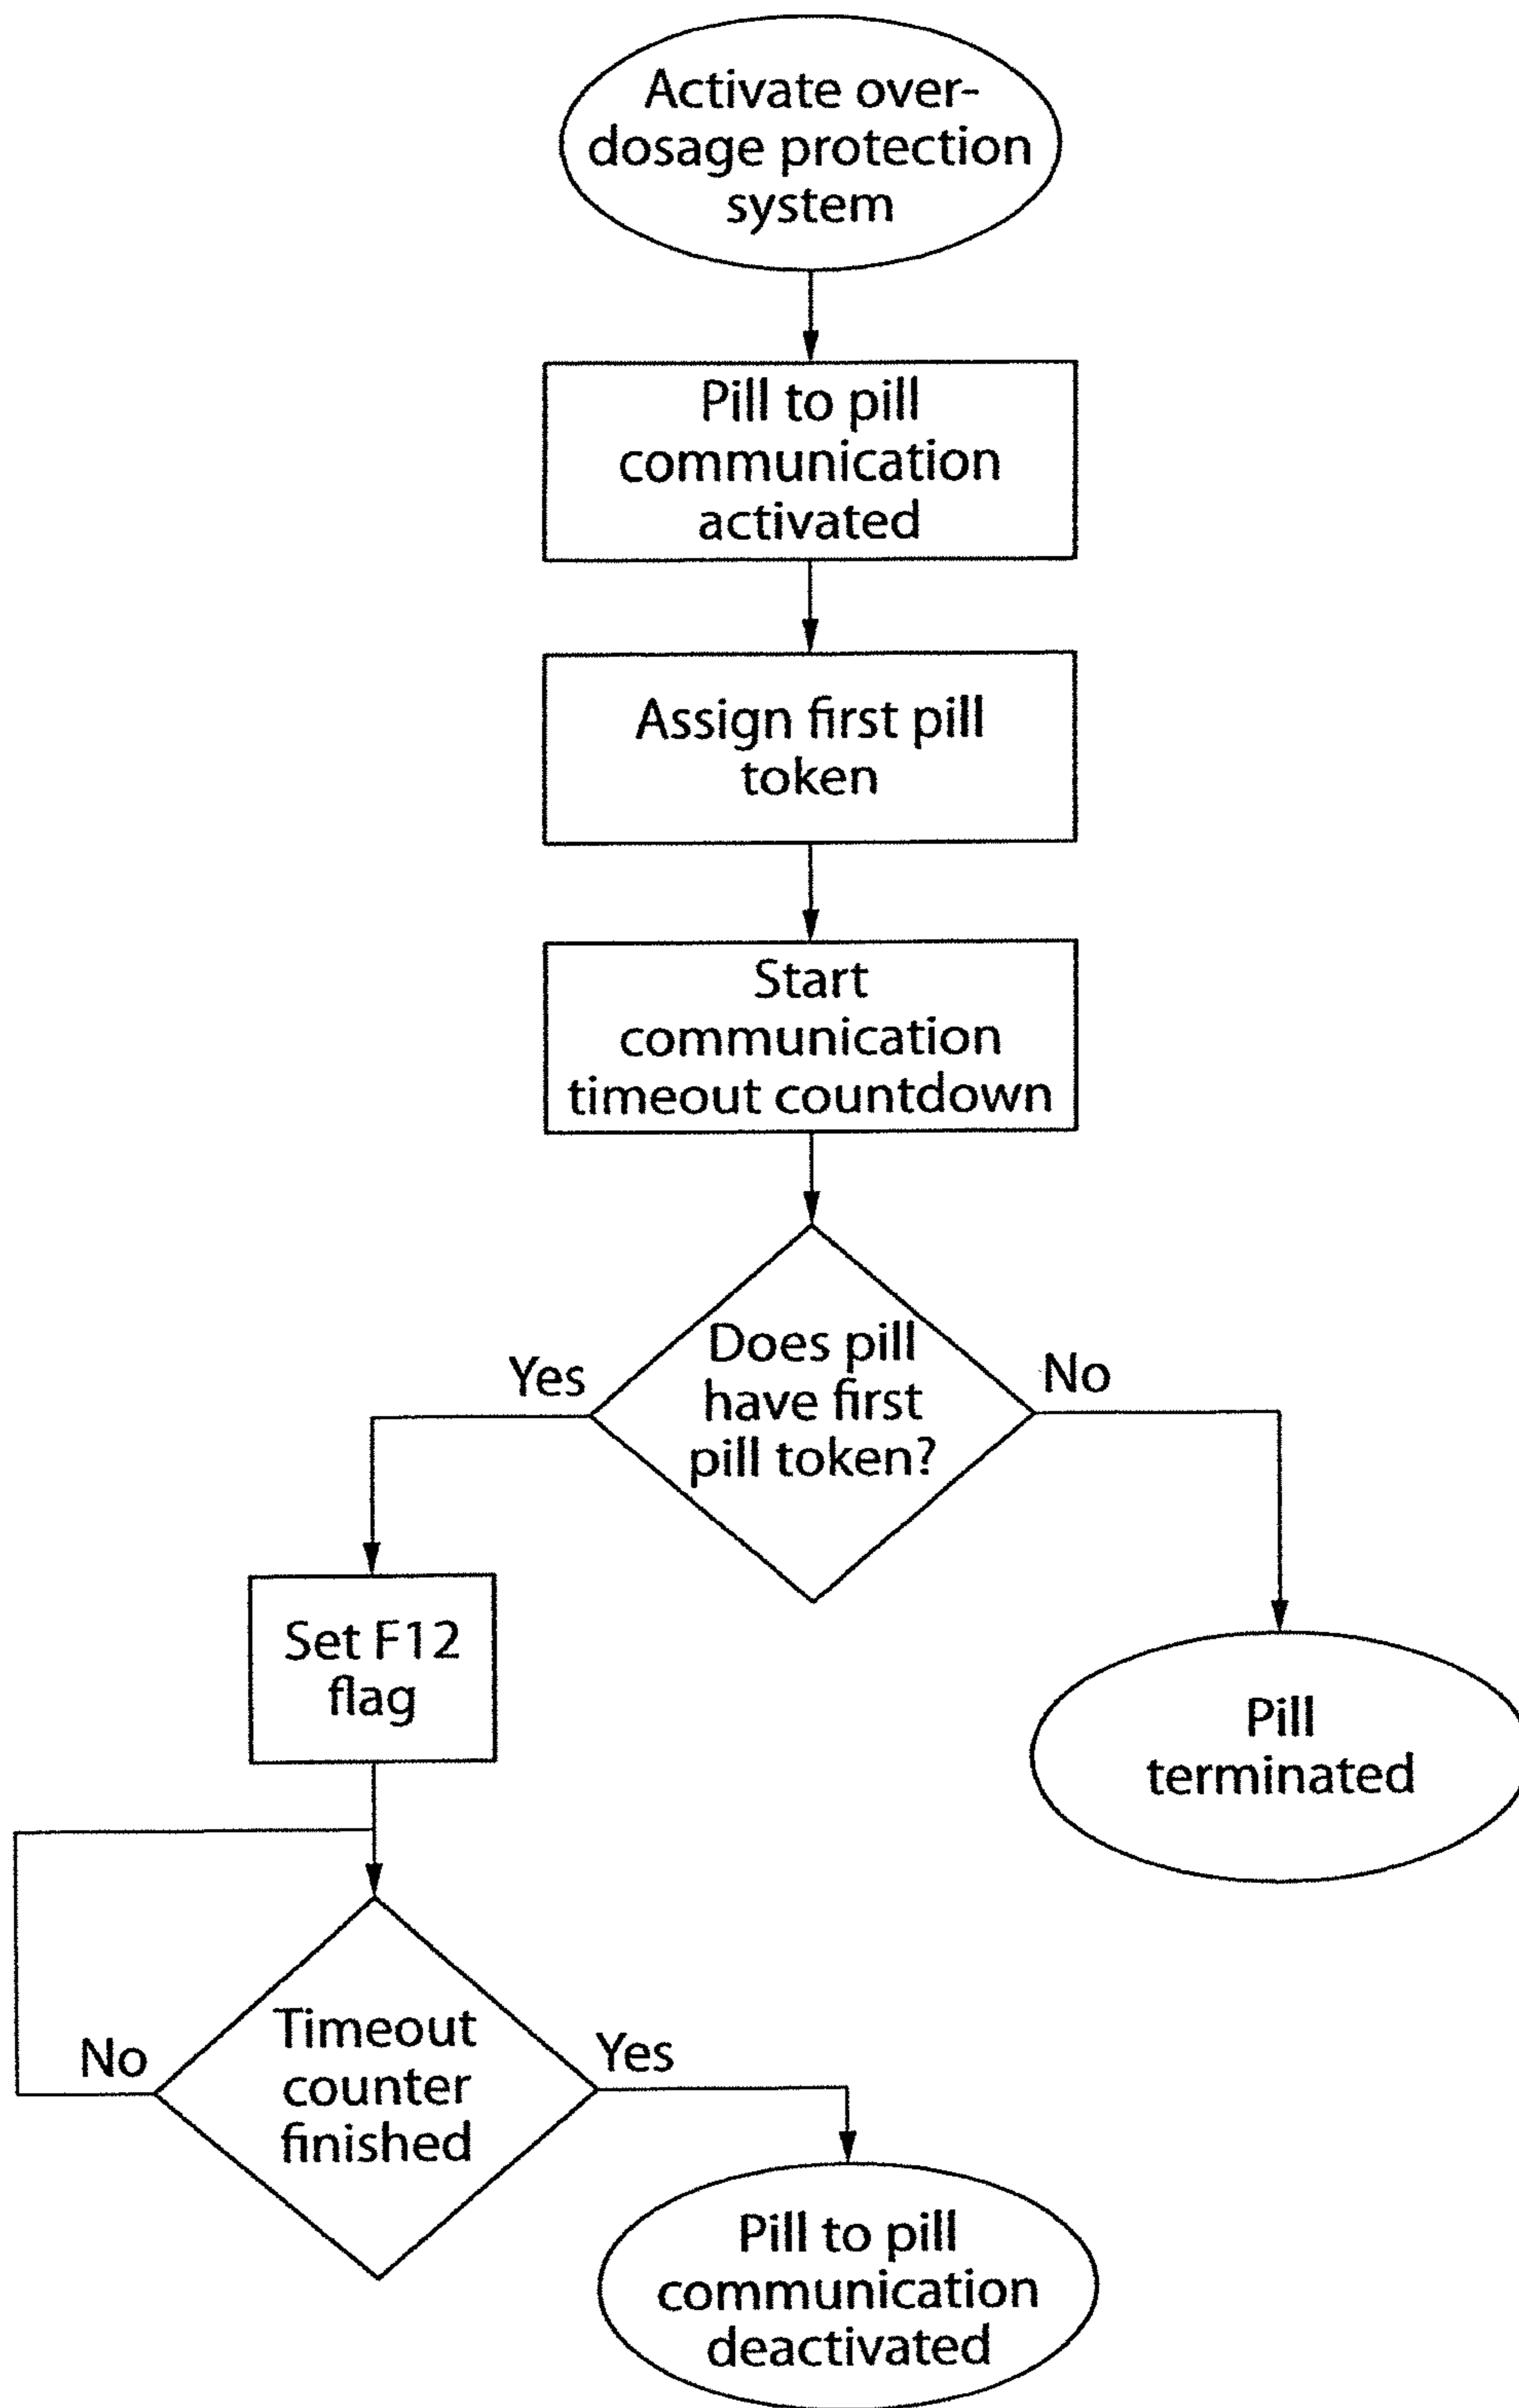 Activate over-
dosage protection
system
Pill to pill
communication
activated
Assign first pill
token
Start
communication
timeout countdown
Does pill
have first
pill token?
Yes
No
Set F12
flag
Pill
terminated
Timeout
counter
finished
No
Yes
Pill to pill
communication
deactivated